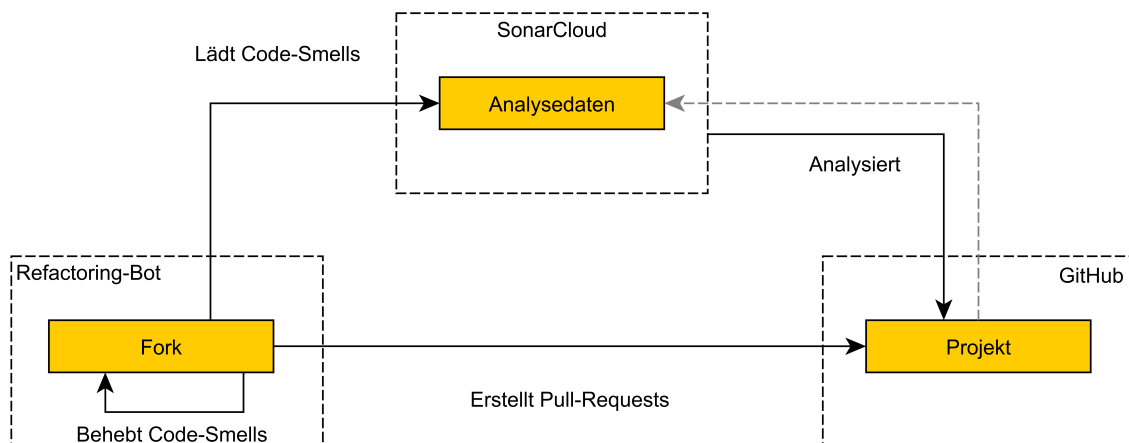 SonarCloud
Lädt Code-Smells
Analysedaten
Analysiert
Refactoring-Bot
GitHub
Fork
Projekt
Erstellt Pull-Requests
Behebt Code-Smells